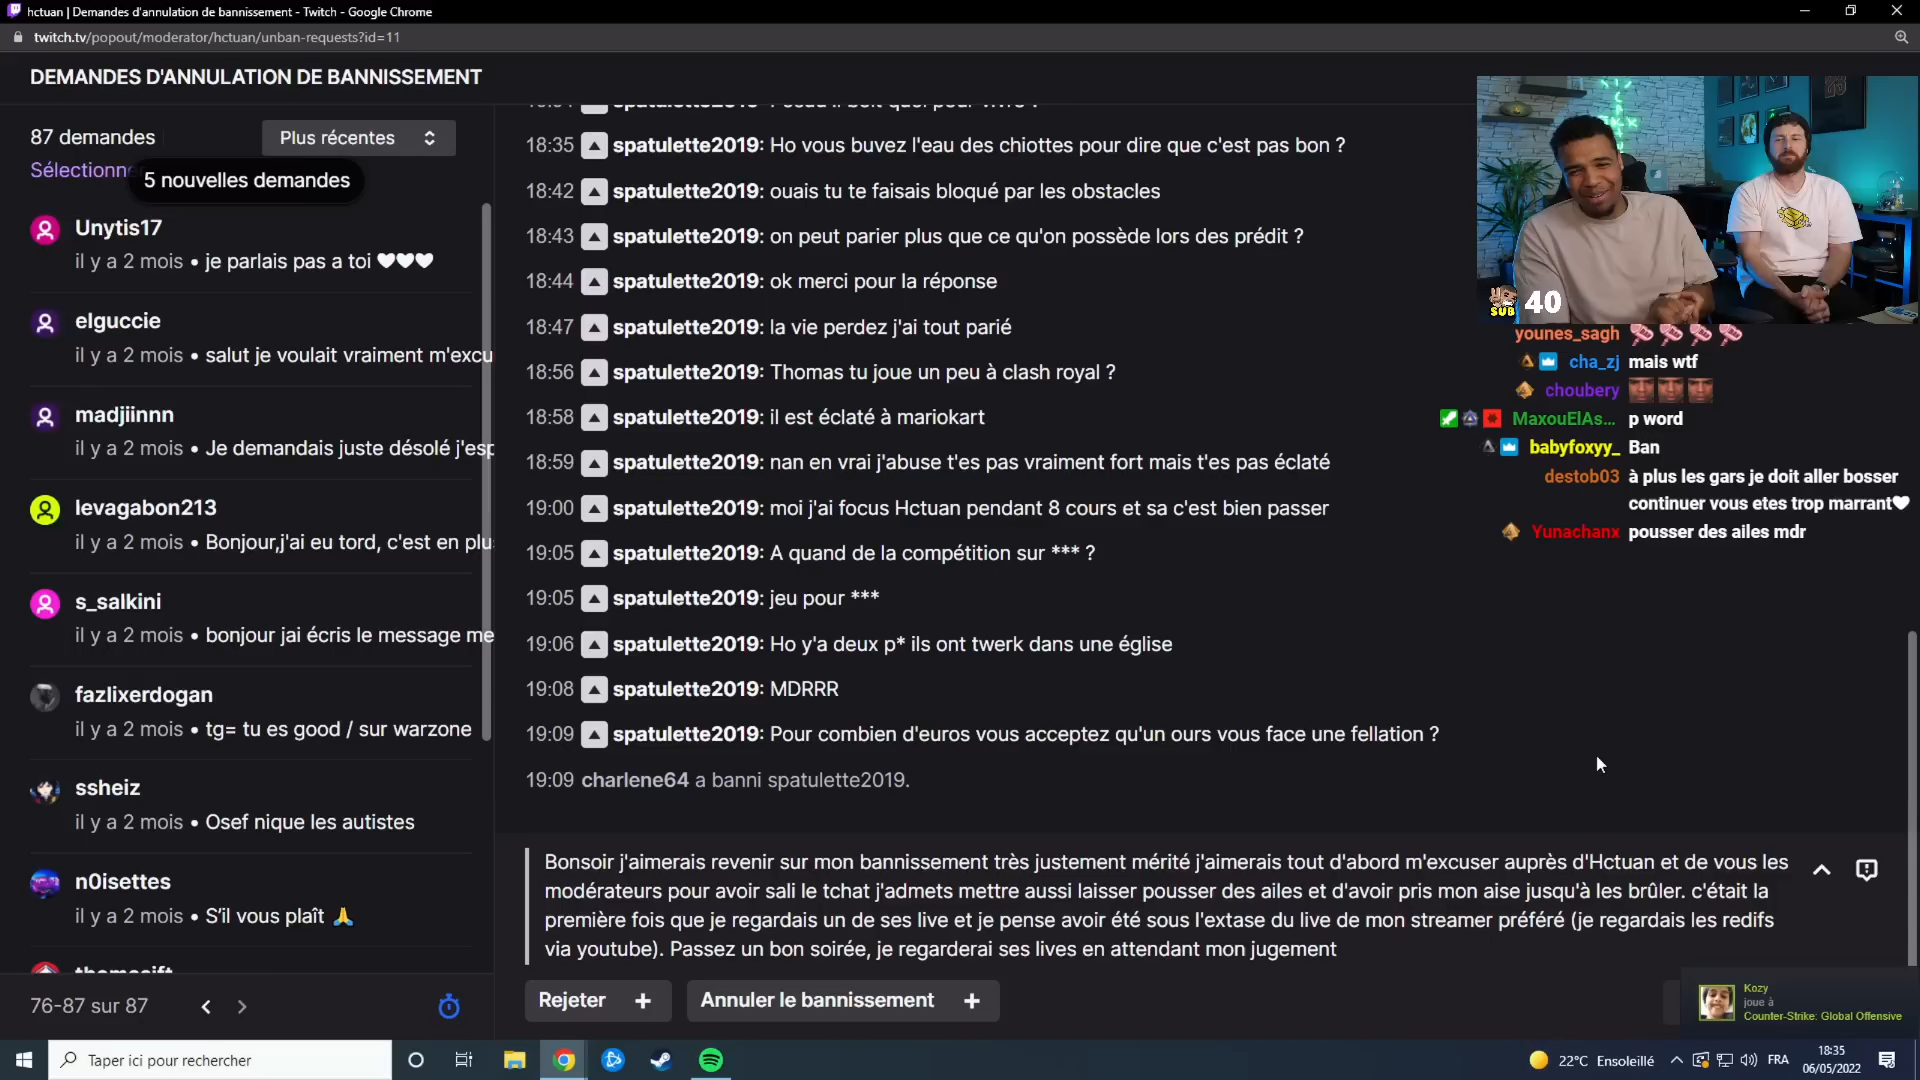 hctuan | Demandes d'annulation de bannissement - Twitch - Google Chrome
twitch.tv/popout/moderator/hctuan/unban-requests?id=11
DEMANDES D'ANNULATION DE BANNISSEMENT
87 demandes
Plus récentes
5 nouvelles demandes
Unytis17
il y a 2 mois • je parlais pas a toi 🤍🤍🤍
elguccie
il y a 2 mois • salut je voulait vraiment m'excu
madjiinnn
il y a 2 mois • Je demandais juste désolé j'esp
levagabon213
il y a 2 mois • Bonjour,j'ai eu tord, c'est en plu
s_salkini
il y a 2 mois • bonjour jai écris le message me
fazlixerdogan
il y a 2 mois • tg= tu es good / sur warzone
ssheiz
il y a 2 mois • Osef nique les autistes
n0isettes
il y a 2 mois • S'il vous plaît 🙏
76-87 sur 87
18:35 spatulette2019: Ho vous buvez l'eau des chiottes pour dire que c'est pas bon ?
18:42 spatulette2019: ouais tu te faisais bloqué par les obstacles
18:43 spatulette2019: on peut parier plus que ce qu'on possède lors des prédit ?
18:44 spatulette2019: ok merci pour la réponse
18:47 spatulette2019: la vie perdez j'ai tout parié
18:56 spatulette2019: Thomas tu joue un peu à clash royal ?
18:58 spatulette2019: il est éclaté à mariokart
18:59 spatulette2019: nan en vrai j'abuse t'es pas vraiment fort mais t'es pas éclaté
19:00 spatulette2019: moi j'ai focus Hctuan pendant 8 cours et sa c'est bien passer
19:05 spatulette2019: A quand de la compétition sur *** ?
19:05 spatulette2019: jeu pour ***
19:06 spatulette2019: Ho y'a deux p* ils ont twerk dans une église
19:08 spatulette2019: MDRRR
19:09 spatulette2019: Pour combien d'euros vous acceptez qu'un ours vous face une fellation ?
19:09 charlene64 a banni spatulette2019.
Bonsoir j'aimerais revenir sur mon bannissement très justement mérité j'aimerais tout d'abord m'excuser auprès d'Hctuan et de vous les
modérateurs pour avoir sali le tchat j'admets mettre aussi laisser pousser des ailes et d'avoir pris mon aise jusqu'à les brûler. c'était la
première fois que je regardais un de ses live et je pense avoir été sous l'extase du live de mon streamer préféré (je regardais les redifs
via youtube). Passez un bon soirée, je regarderai ses lives en attendant mon jugement
Rejeter +
Annuler le bannissement +
SUB 40
younes_sagh
cha_zj mais wtf
choubery
MaxouElAs... p word
babyfoxyy_ Ban
destob03 à plus les gars je doit aller bosser
continuer vous etes trop marrant🤍
Yunachanx pousser des ailes mdr
Kozy
joue à
Counter-Strike: Global Offensive
Taper ici pour rechercher
22°C Ensoleillé
FRA
18:35
06/05/2022